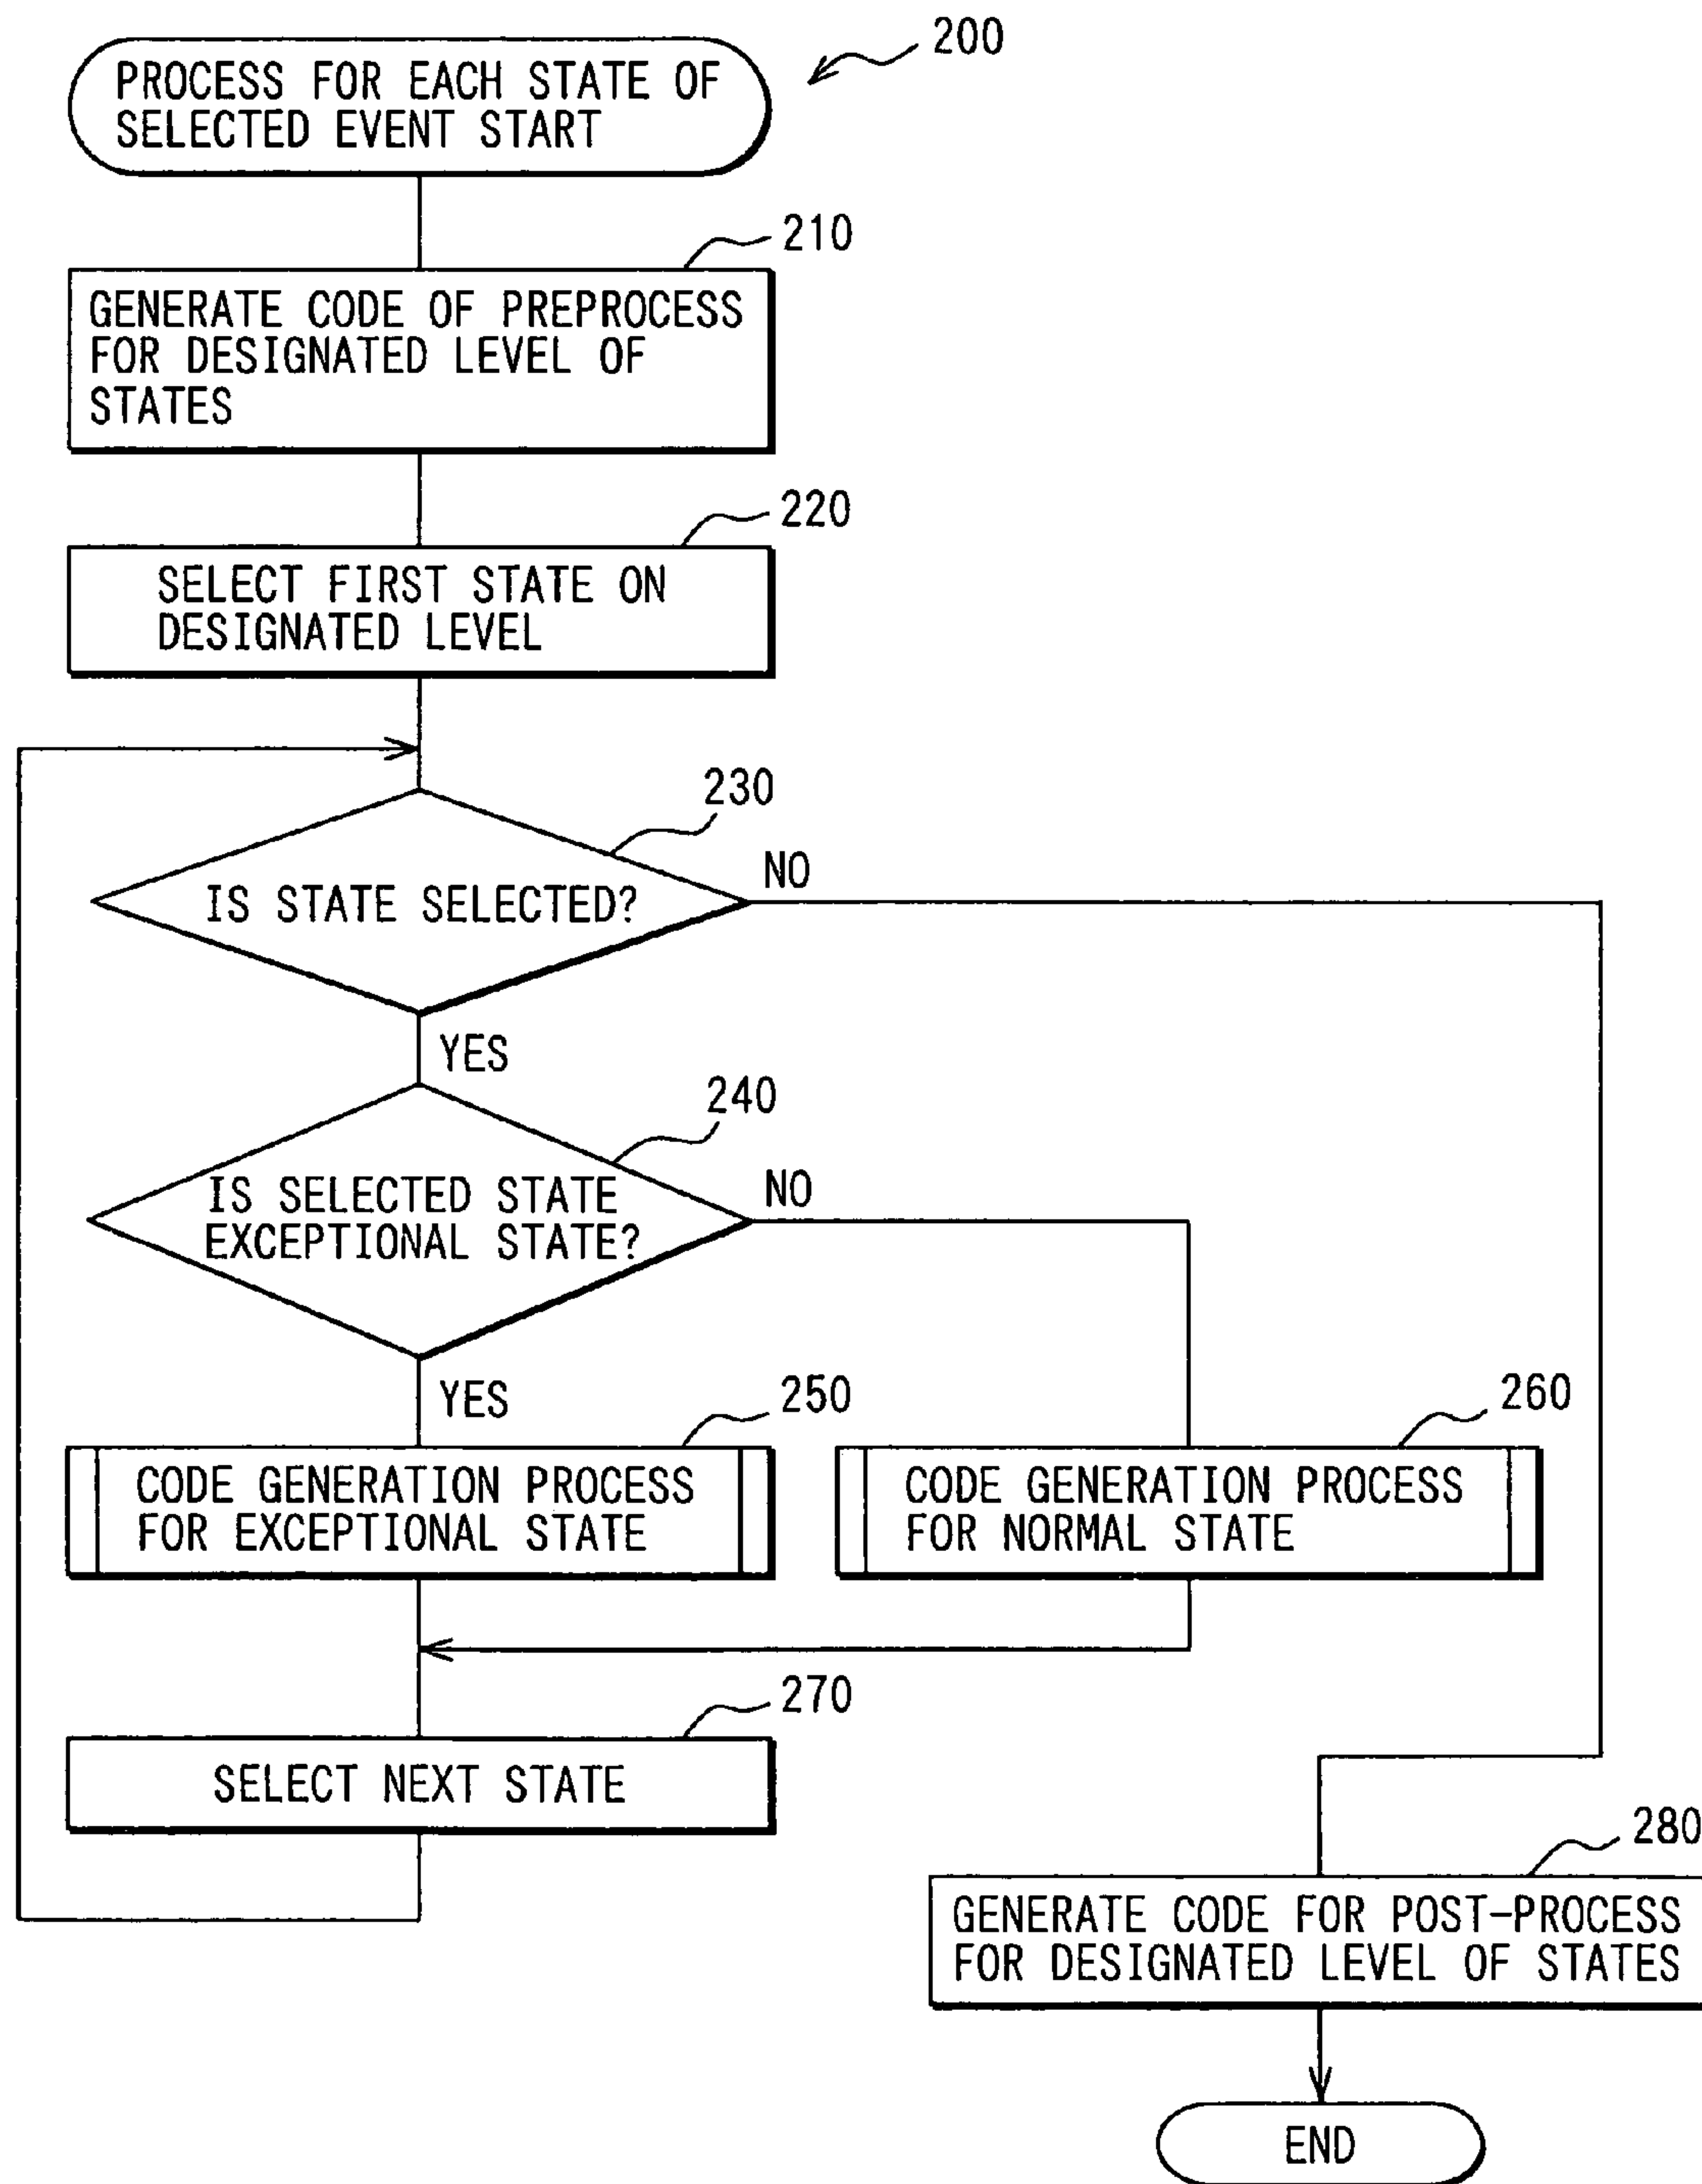 200
PROCESS FOR EACH STATE OF
SELECTED EVENT START
210
GENERATE CODE OF PREPROCESS
FOR DESIGNATED LEVEL OF
STATES
220
SELECT FIRST STATE ON
DESIGNATED LEVEL
230
NO
IS STATE SELECTED?
YES
240
NO
IS SELECTED STATE
EXCEPTIONAL STATE?
YES
250
260
CODE GENERATION PROCESS
FOR EXCEPTIONAL STATE
CODE GENERATION PROCESS
FOR NORMAL STATE
270
SELECT NEXT STATE
280
GENERATE CODE FOR POST-PROCESS
FOR DESIGNATED LEVEL OF STATES
END